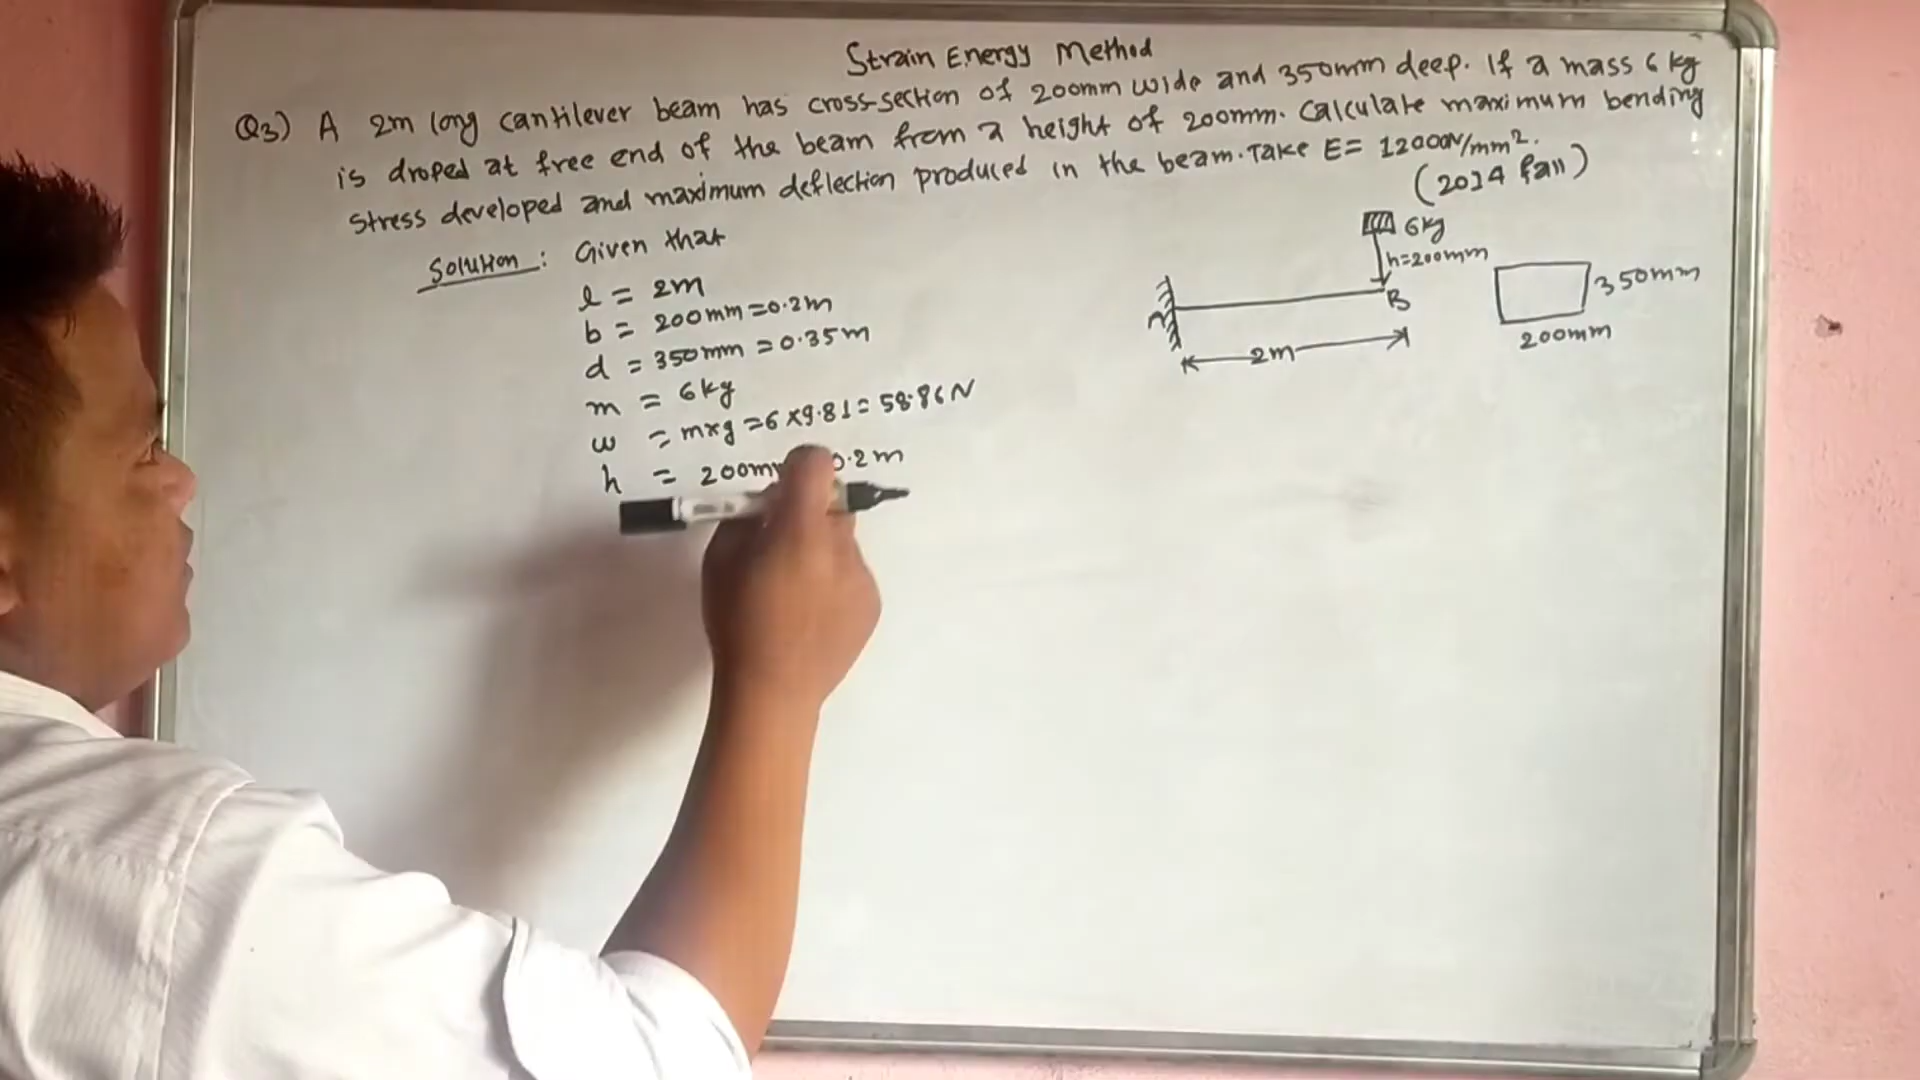 Strain Energy Method
Q3) A 2m long cantilever beam has cross-section of 200mm wide and 350mm deep. If a mass 6 kg
is droped at free end of the beam from a height of 200mm. Calculate maximum bending
stress developed and maximum deflection produced in the beam. Take E = 12000N/mm².
(2014 fall)
Solution: Given that
l = 2m
b = 200mm = 0.2m
d = 350mm = 0.35m
m = 6kg
w = m×g = 6×9.81 = 58.86N
h = 200m 0.2m
6kg
h=200mm
B
2m
350mm
200mm